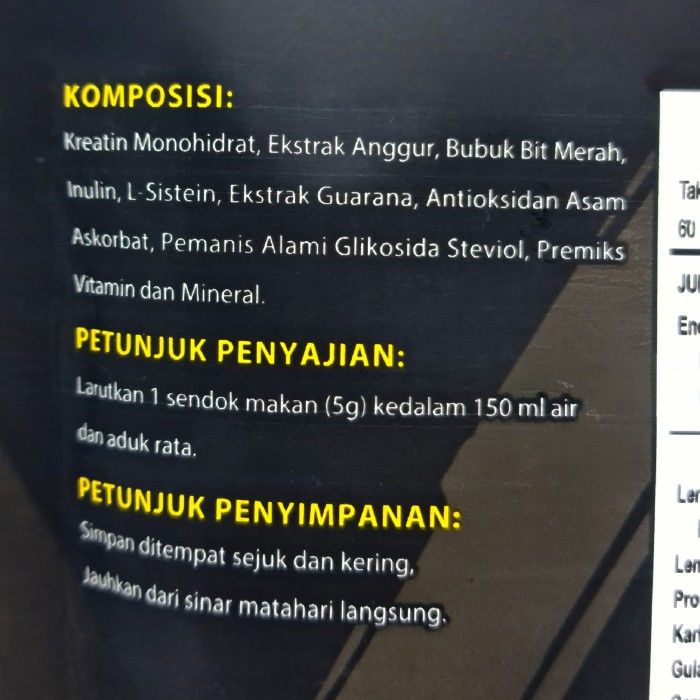 KOMPOSISI:
Kreatin Monohidrat, Ekstrak Anggur, Bubuk Bit Merah,
Inulin, L-Sistein, Ekstrak Guarana, Antioksidan Asam
Askorbat, Pemanis Alami Glikosida Steviol, Premiks
Vitamin dan Mineral.
PETUNJUK PENYAJIAN:
Larutkan 1 sendok makan (5g) kedalam 150 ml air
dan aduk rata.
PETUNJUK PENYIMPANAN:
Simpan ditempat sejuk dan kering,
Jauhkan dari sinar matahari langsung.
60